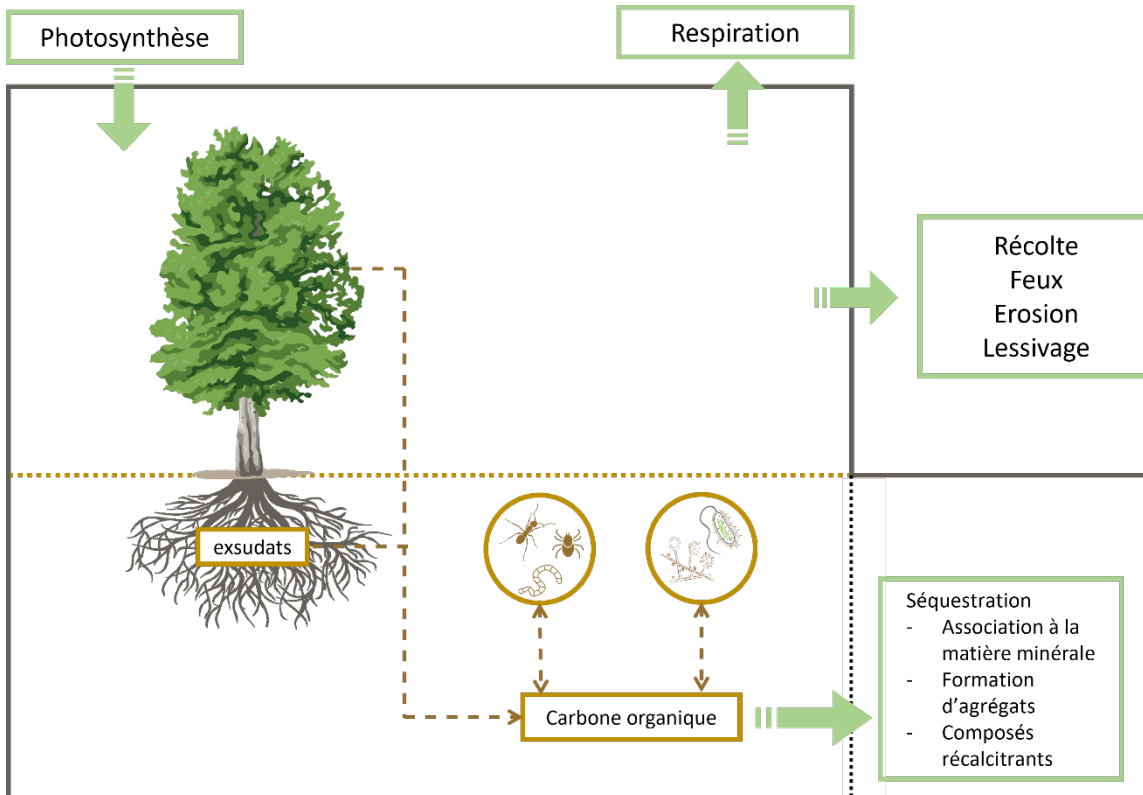 Photosynthèse
Respiration
Récolte
Feux
Erosion
Lessivage
exsudats
Carbone organique
Séquestration
- Association à la
matière minérale
- Formation
d'agrégats
- Composés
récalcitrants